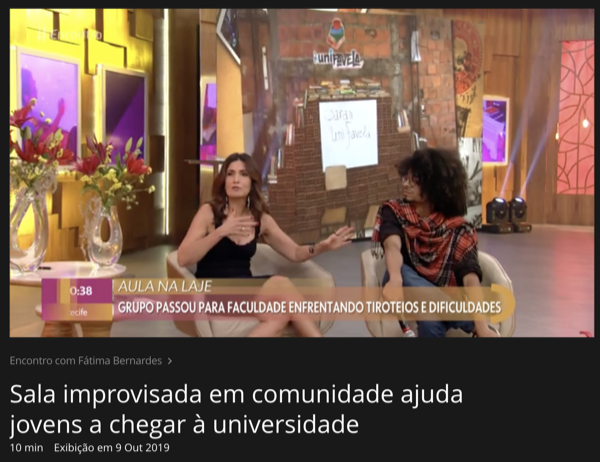 #uniFAVELA
uniFavela
0:38
ecife
AULA NA LAJE
GRUPO PASSOU PARA FACULDADE ENFRENTANDO TIROTEIOS E DIFICULDADES
Encontro com Fátima Bernardes >
Sala improvisada em comunidade ajuda
jovens a chegar à universidade
10 min Exibição em 9 Out 2019